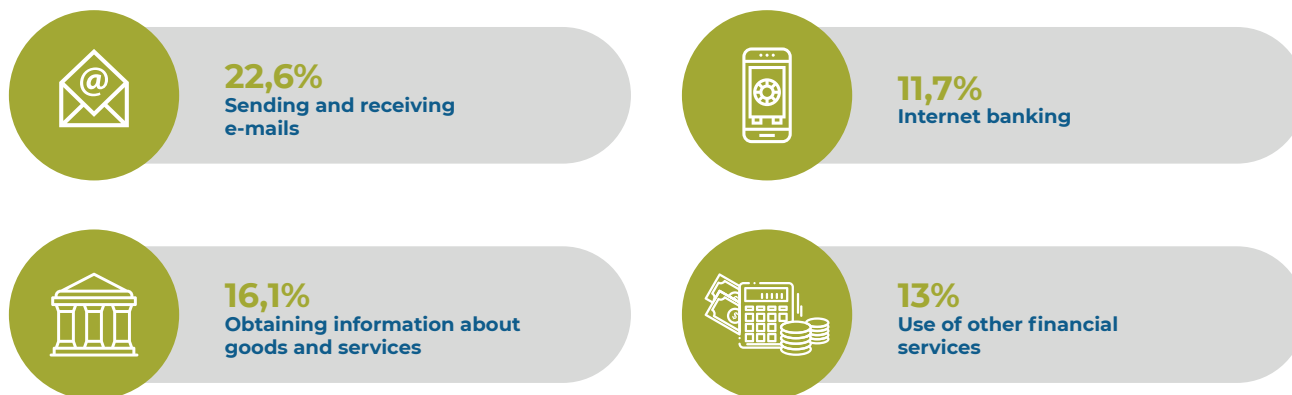 22,6%
Sending and receiving
e-mails
11,7%
Internet banking
16,1%
Obtaining information about
goods and services
13%
Use of other financial
services